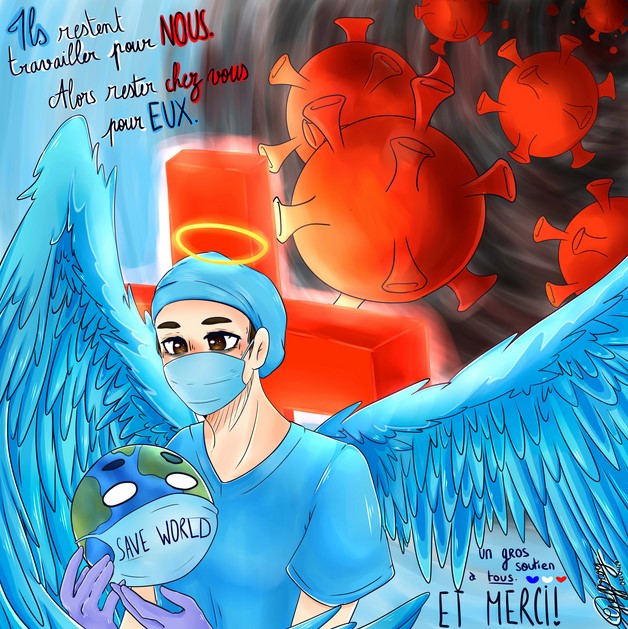 Ils restent
travailler pour NOUS.
Alors rester chez vous
pour EUX.
SAVE WORLD
un gros
soutien
à tous.
ET MERCI!